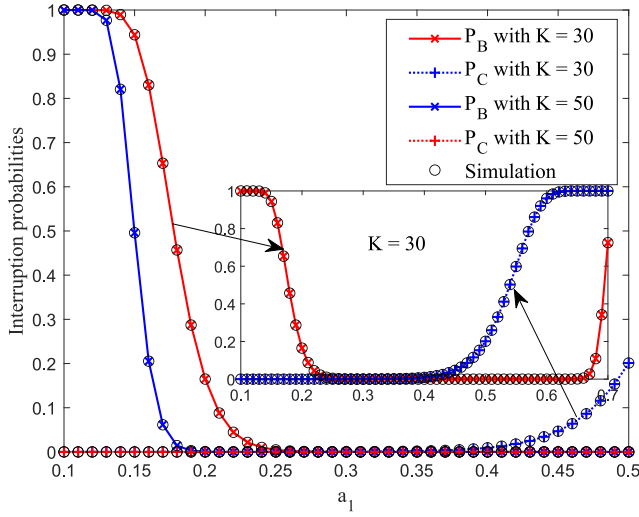 1
0.9
0.8
0.7
0.6
0.5
0.4
0.3
0.2
0.1
0
Interruption probabilities
P_B with K = 30
P_C with K = 30
P_B with K = 50
P_C with K = 50
Simulation
1
0.8
0.6
0.4
0.2
0
K = 30
0.1 0.2 0.3 0.4 0.5 0.6 0.7
0.1 0.15 0.2 0.25 0.3 0.35 0.4 0.45 0.5
a_1